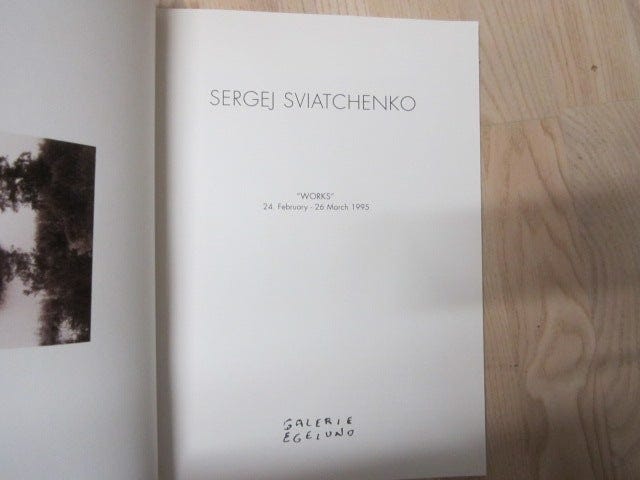 SERGEJ SVIATCHENKO
"WORKS"
24. February - 26 March 1995
GALERIE
EGELUND